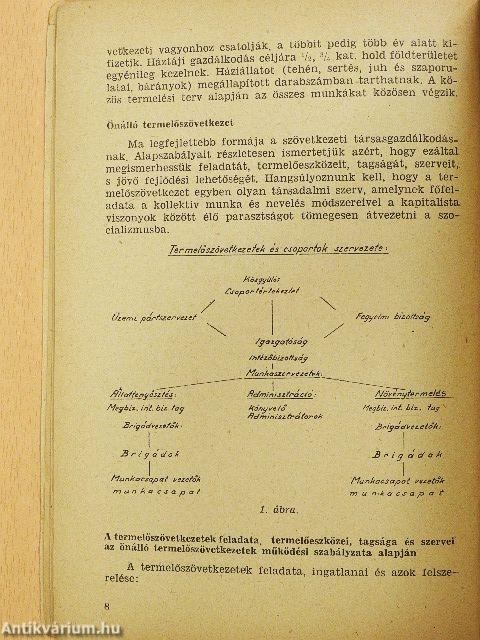 vetkezeti vagyonhoz csatolják, a többit pedig több év alatt ki-
fizetik. Háztáji gazdálkodás céljára ½, ¾ kat. hold földterületet
egyénileg kezelnek. Háziállatot (tehén, sertés, juh és szaporu-
latai, bárányok) megállapított darabszámban tarthatnak. A kö-
zös termelési terv alapján az összes munkákat közösen végzik.
Önálló termelőszövetkezet
Ma legfejlettebb formája a szövetkezeti társasgazdálkodás-
nak. Alapszabályait részletesen ismertetjük azért, hogy ezáltal
megismerhessük feladatát, termelőeszközeit, tagságát, szerveit,
s jövő fejlődési lehetőségét. Hangsúlyoznunk kell, hogy a ter-
melőszövetkezet egyben olyan társadalmi szerv, amelynek főfel-
adata a kollektív munka és nevelés módszereivel a kapitalista
viszonyok között élő parasztságot tömegesen átvezetni a szo-
cializmusba.
Termelőszövetkezetek és csoportok szervezete:
Közgyűlés
Csoportértekezlet
Üzemi pártszervezet
Fegyelmi bizottság
Igazgatóság
Intézőbizottság
Munkaszervezetek:
Állattenyésztés: Adminisztráció: Növénytermelés
Megbiz. int. biz. tag Könyvelő Megbiz. int. biz. tag
Adminisztrátorok
Brigádvezetők: Brigádvezetők:
Brigádok Brigádok
Munkacsapat vezetők Munkacsapat vezetők
munkacsapat munkacsapat
1. ábra.
A termelőszövetkezetek feladata, termelőeszközei, tagsága és szervei
az önálló termelőszövetkezetek működési szabályzata alapján
A termelőszövetkezetek feladata, ingatlanai és azok felsze-
relése:
8
Antikvárium.hu